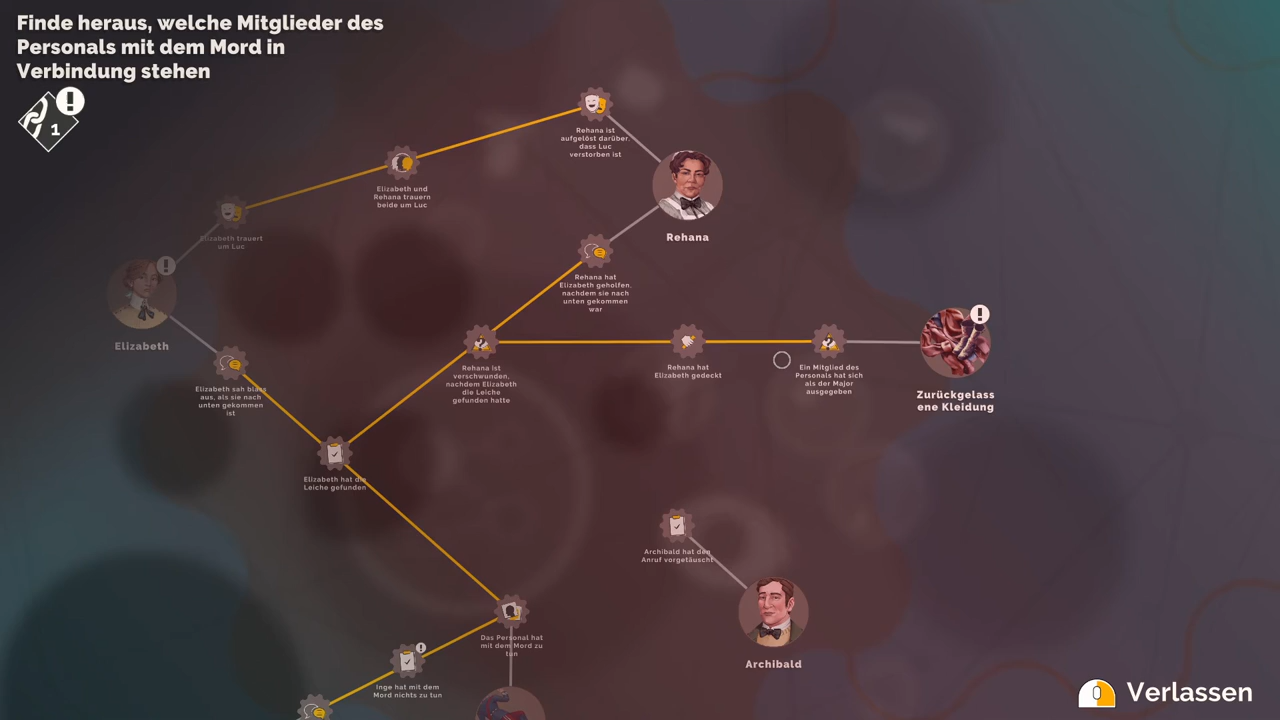 Finde heraus, welche Mitglieder des
Personals mit dem Mord in
Verbindung stehen
1
Rehana ist
aufgelöst darüber,
dass Luc
verstorben ist
Elizabeth und
Rehana trauern
beide um Luc
Rehana
Elizabeth trauert
um Luc
Rehana hat
Elizabeth geholfen,
nachdem sie nach
unten gekommen
war
Elizabeth
Rehana ist
verschwunden,
nachdem Elizabeth
die Leiche
gefunden hatte
Rehana hat
Elizabeth gedeckt
Ein Mitglied des
Personals hat sich
als der Major
ausgegeben
Zurückgelass
ene Kleidung
Elizabeth sah blass
aus, als sie nach
unten gekommen
ist
Elizabeth hat die
Leiche gefunden
Archibald hat den
Anruf vorgetäuscht
Das Personal hat
mit dem Mord zu
tun
Archibald
Inge hat mit dem
Mord nichts zu tun
Verlassen